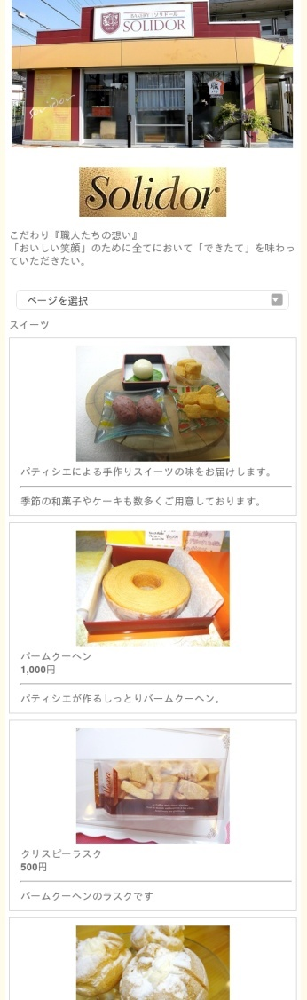 BAKERY ソリドール
SOLIDOR
Solidor
Solidor
こだわり『職人たちの想い』
「おいしい笑顔」のために全てにおいて「できたて」を味わっ
ていただきたい。
ページを選択
スイーツ
パティシエによる手作りスイーツの味をお届けします。
季節の和菓子やケーキも数多くご用意しております。
バームクーヘン
1,000円
パティシエが作るしっとりバームクーヘン。
クリスピーラスク
500円
バームクーヘンのラスクです